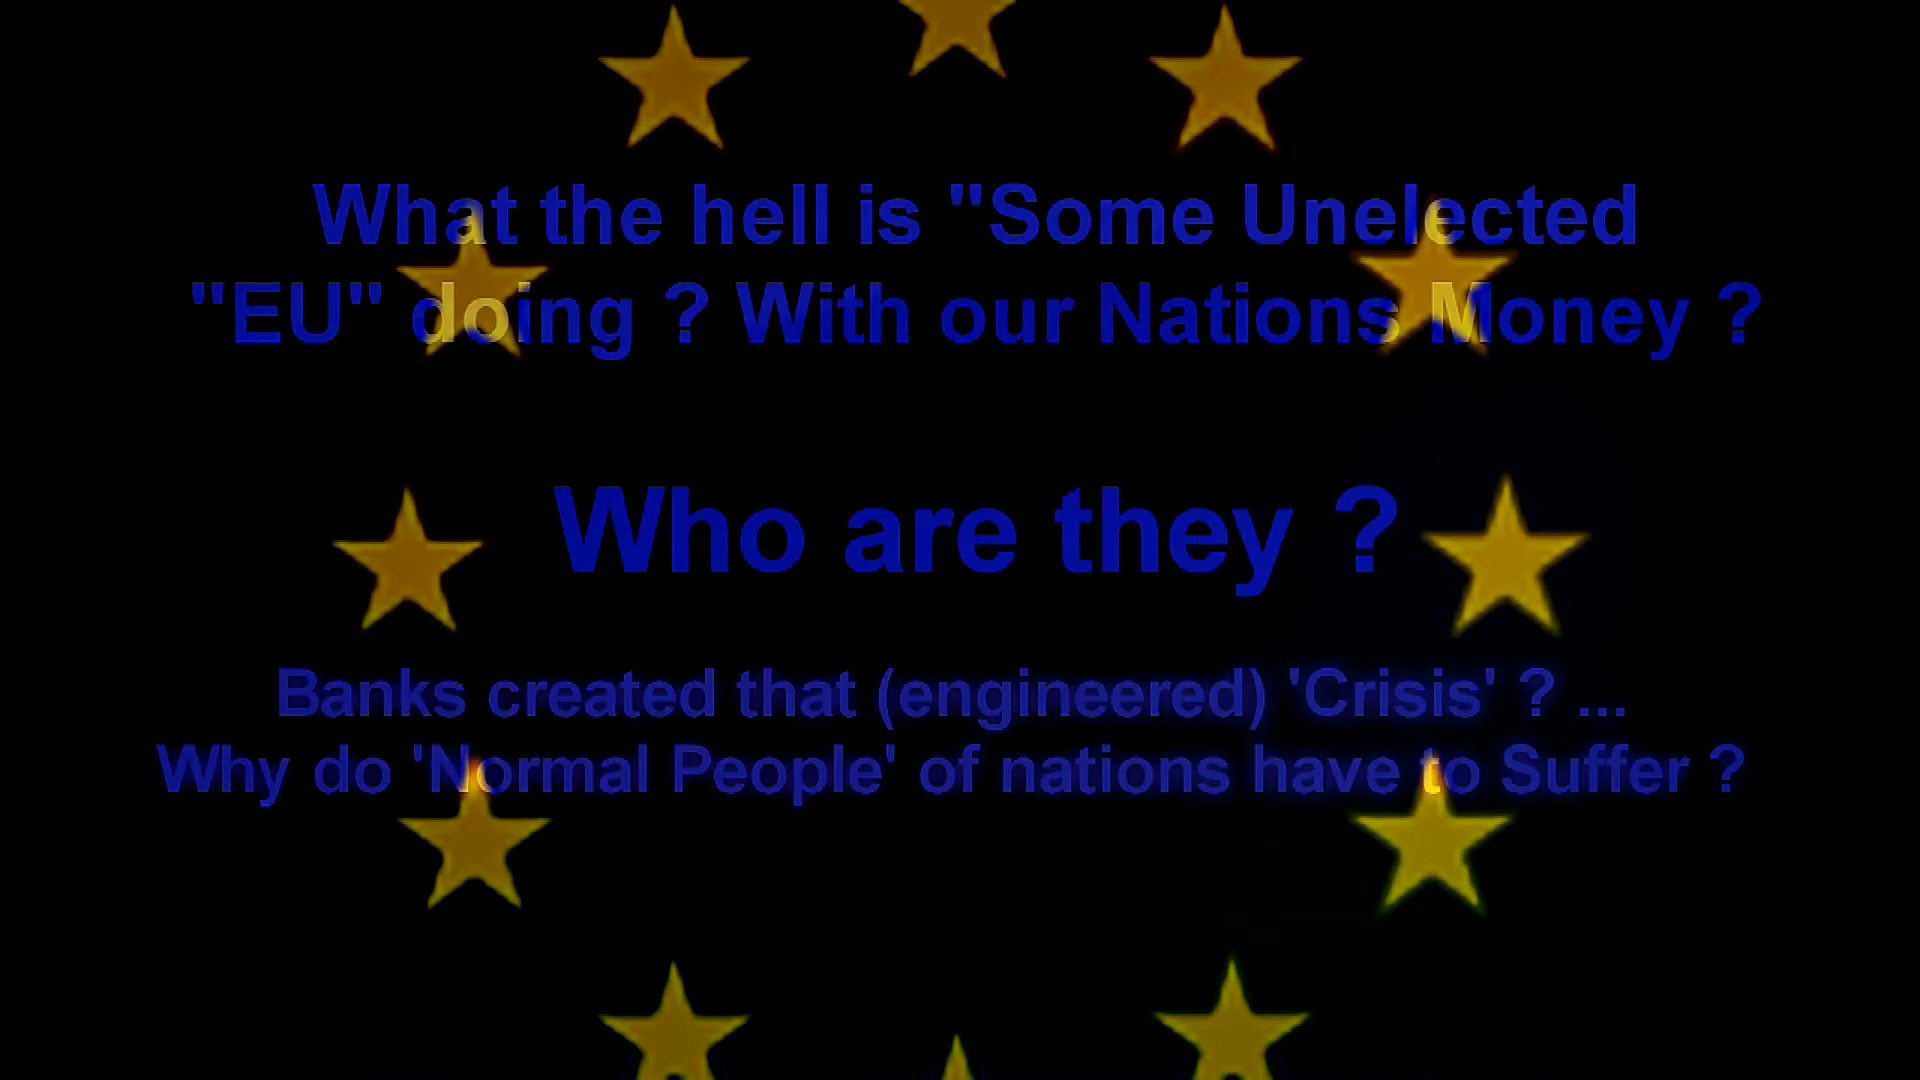 What the hell is "Some Unelected
"EU" doing ? With our Nations Money ?
Who are they ?
Banks created that (engineered) 'Crisis' ? ...
Why do 'Normal People' of nations have to Suffer ?